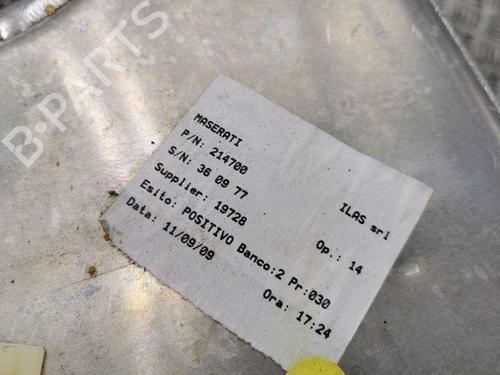 B-PARTS
MASERATI
P/N: 214700 ILAS srl
S/N: 36 09 77
Supplier: 19728 Op.: 14
Esito: POSITIVO Banco:2 Pr:030
Data: 11/09/09 Ora: 17:24